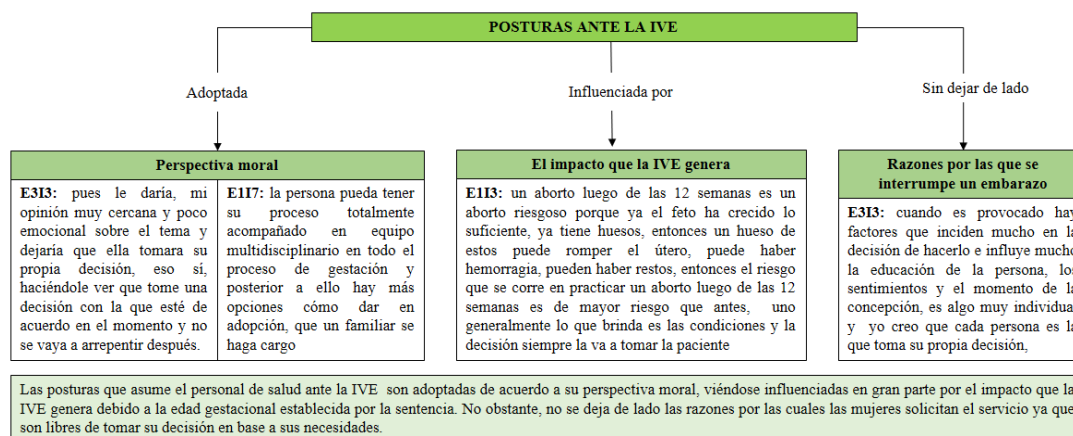 POSTURAS ANTE LA IVE
Adoptada
Influenciada por
Sin dejar de lado
Perspectiva moral
E3I3: pues le daría, mi
opinión muy cercana y poco
emocional sobre el tema y
dejaría que ella tomara su
propia decisión, eso sí,
haciéndole ver que tome una
decisión con la que esté de
acuerdo en el momento y no
se vaya a arrepentir después.
E1I7: la persona pueda tener
su proceso totalmente
acompañado en equipo
multidisciplinario en todo el
proceso de gestación y
posterior a ello hay más
opciones cómo dar en
adopción, que un familiar se
haga cargo
El impacto que la IVE genera
E1I3: un aborto luego de las 12 semanas es un
aborto riesgoso porque ya el feto ha crecido lo
suficiente, ya tiene huesos, entonces un hueso de
estos puede romper el útero, puede haber
hemorragia, pueden haber restos, entonces el riesgo
que se corre en practicar un aborto luego de las 12
semanas es de mayor riesgo que antes, uno
generalmente lo que brinda es las condiciones y la
decisión siempre la va a tomar la paciente
Razones por las que se
interrumpe un embarazo
E3I3: cuando es provocado hay
factores que inciden mucho en la
decisión de hacerlo e influye mucho
la educación de la persona, los
sentimientos y el momento de la
concepción, es algo muy individual
y yo creo que cada persona es la
que toma su propia decisión,
Las posturas que asume el personal de salud ante la IVE son adoptadas de acuerdo a su perspectiva moral, viéndose influenciadas en gran parte por el impacto que la
IVE genera debido a la edad gestacional establecida por la sentencia. No obstante, no se deja de lado las razones por las cuales las mujeres solicitan el servicio ya que
son libres de tomar su decisión en base a sus necesidades.